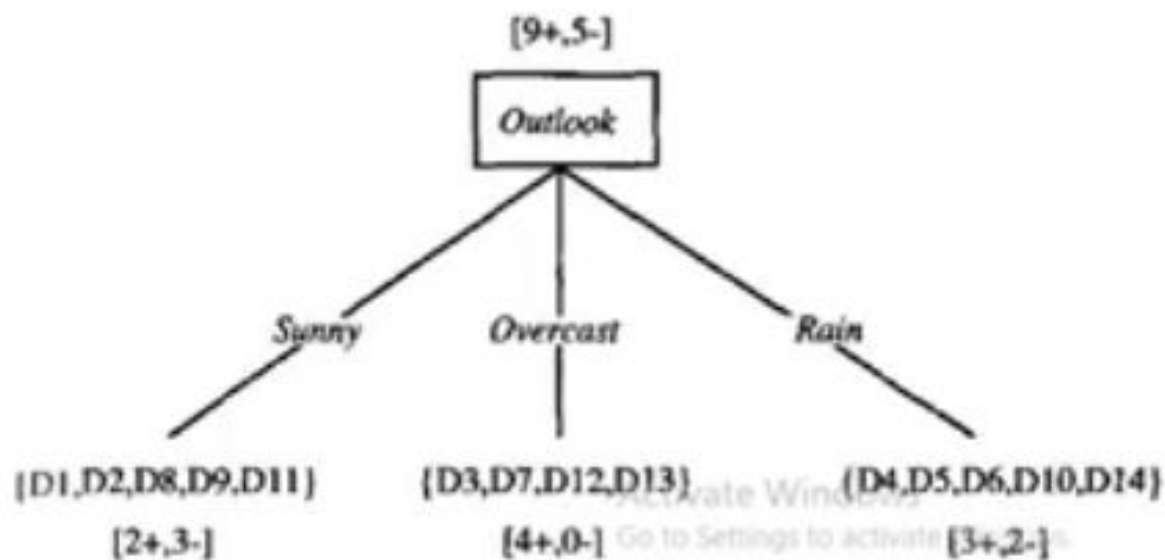 [9+,5-]
Outlook
Sunny Overcast Rain
{D1,D2,D8,D9,D11} {D3,D7,D12,D13} {D4,D5,D6,D10,D14}
Activate Windows
[2+,3-] [4+,0-] [3+,2-]
Go to Settings to activate